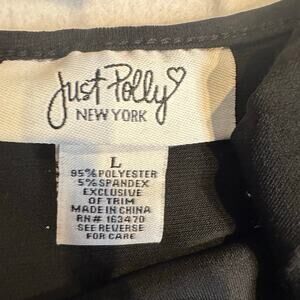 Just Polly♡
NEW YORK
L
95% POLYESTER
5% SPANDEX
EXCLUSIVE
OF TRIM
MADE IN CHINA
RN# 163470
SEE REVERSE
FOR CARE